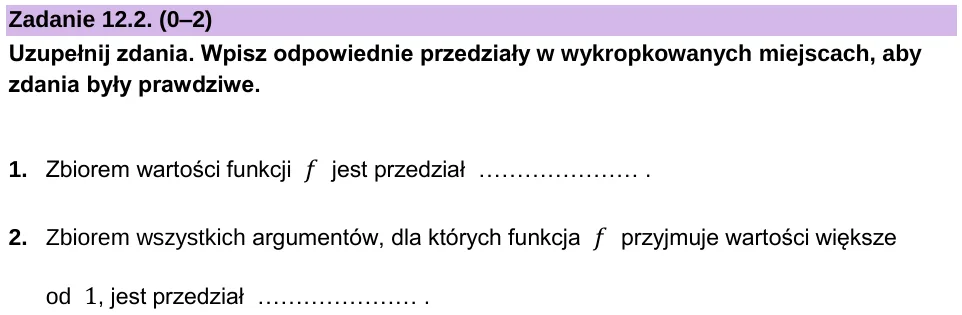 Zadanie 12.2. (0–2)
Uzupełnij zdania. Wpisz odpowiednie przedziały w wykropkowanych miejscach, aby
zdania były prawdziwe.
1. Zbiorem wartości funkcji f jest przedział ..................... .
2. Zbiorem wszystkich argumentów, dla których funkcja f przyjmuje wartości większe
od 1, jest przedział ..................... .